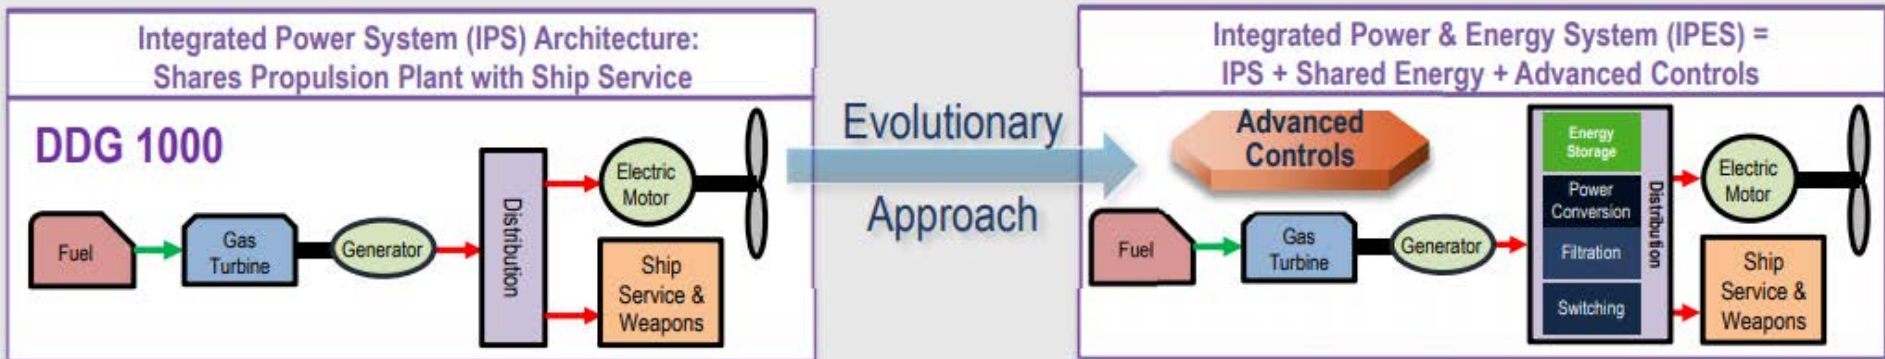 Integrated Power System (IPS) Architecture:
Shares Propulsion Plant with Ship Service
DDG 1000
Fuel
Gas
Turbine
Generator
Distribution
Electric
Motor
Ship
Service &
Weapons
Evolutionary
Approach
Integrated Power & Energy System (IPES) =
IPS + Shared Energy + Advanced Controls
Advanced
Controls
Fuel
Gas
Turbine
Generator
Energy
Storage
Power
Conversion
Filtration
Switching
Distribution
Electric
Motor
Ship
Service &
Weapons